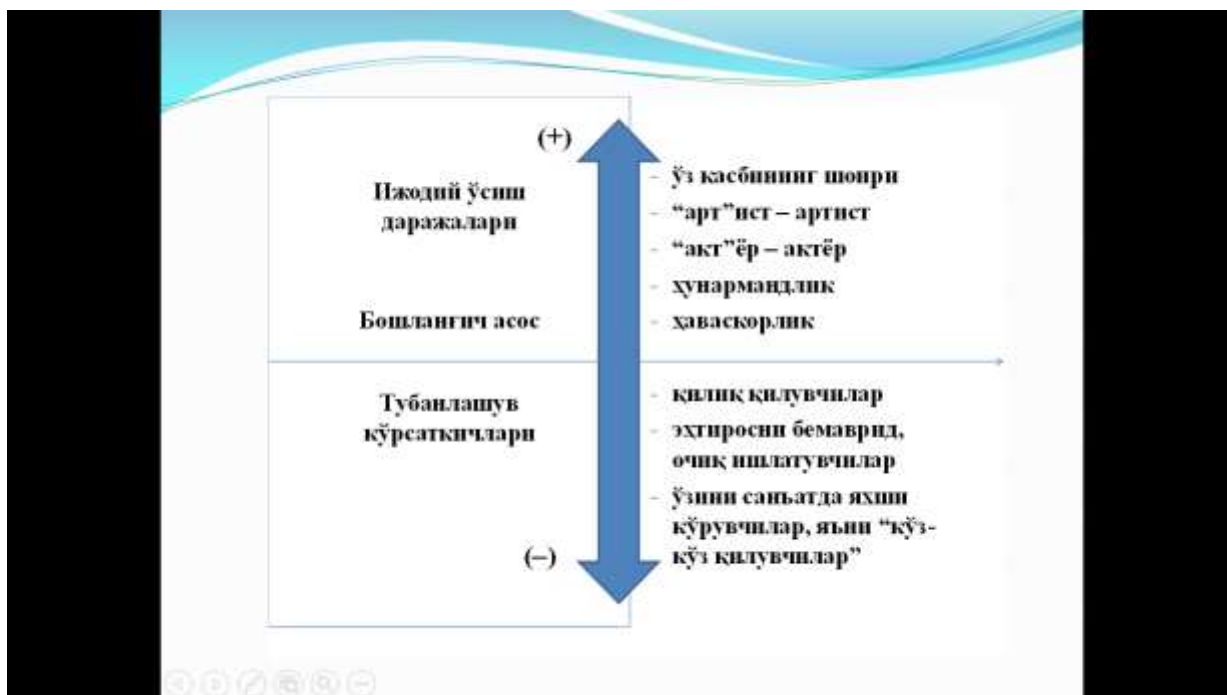 (+)
Ижодий ўсиш
даражалари
Бошланғич асос
- ўз касбининг шоири
- “арт”ист – артист
- “акт”ёр – актёр
- ҳунармандлик
- ҳаваскорлик
Тубанлашув
кўрсаткичлари
(–)
- қилиқ қилувчилар
- эҳтиросни бемаврид,
очиқ ишлатувчилар
- ўзини санъатда яхши
кўрувчилар, яъни “кўз-
кўз қилувчилар”